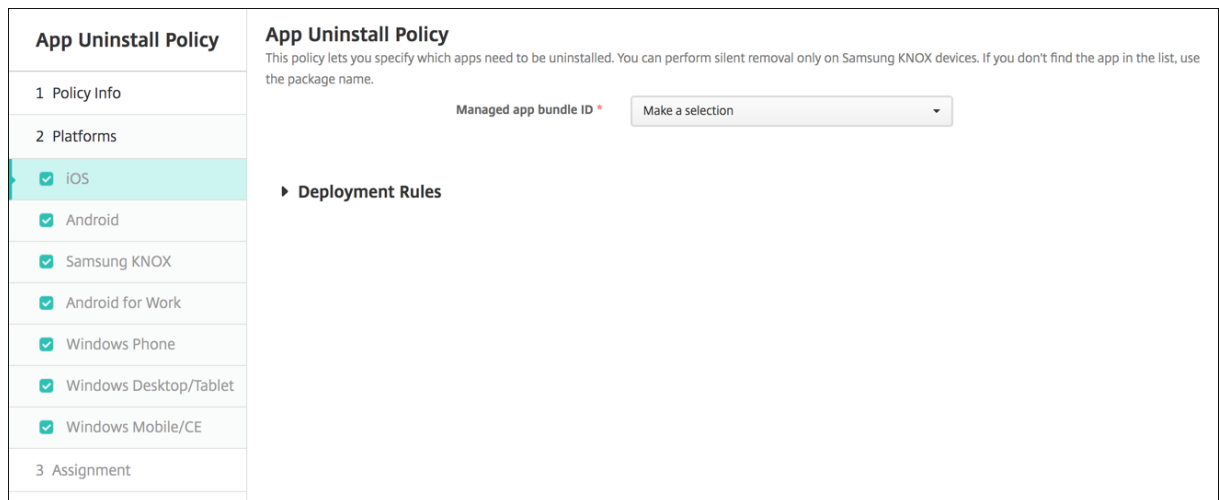 App Uninstall Policy
1 Policy Info
2 Platforms
iOS
Android
Samsung KNOX
Android for Work
Windows Phone
Windows Desktop/Tablet
Windows Mobile/CE
3 Assignment
App Uninstall Policy
This policy lets you specify which apps need to be uninstalled. You can perform silent removal only on Samsung KNOX devices. If you don't find the app in the list, use
the package name.
Managed app bundle ID *
Make a selection
Deployment Rules